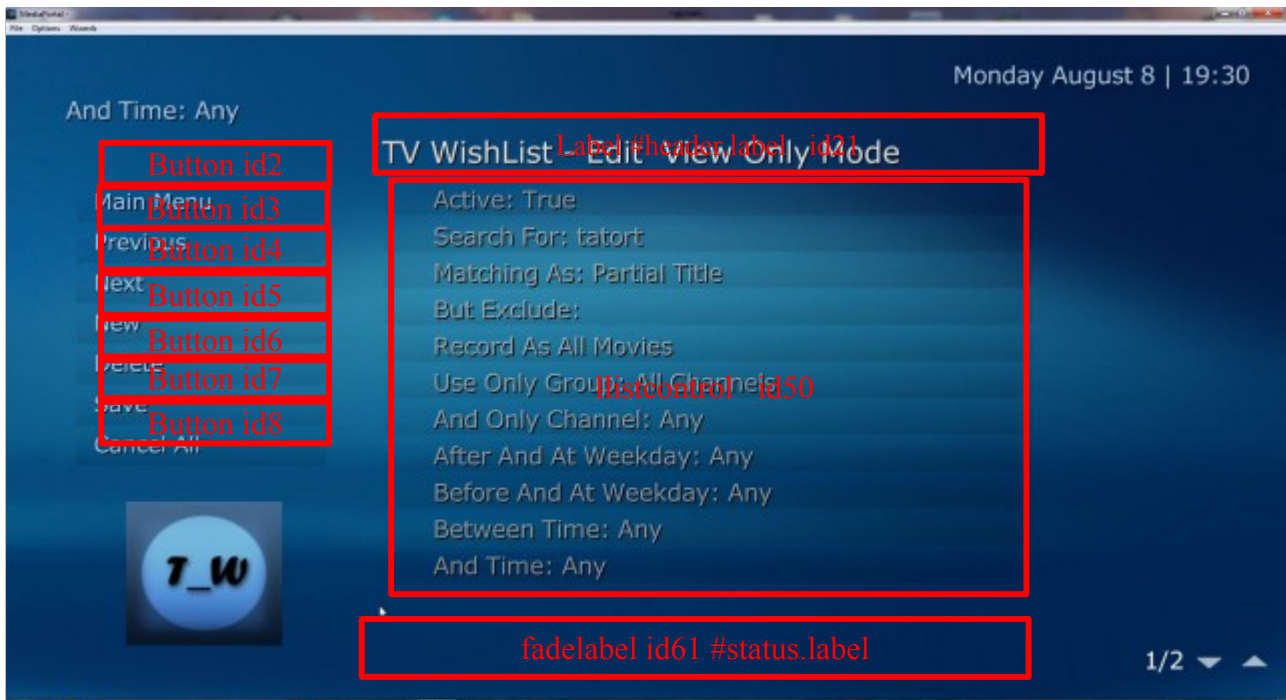 MediaPortal -
File Options Wizards
Monday August 8 | 19:30
And Time: Any
Label #header.label id21
TV WishList - Edit View Only Mode
Button id2
Main Menu
Button id3
Previous
Button id4
Next
Button id5
New
Button id6
Delete
Button id7
Save
Button id8
Cancel All
Active: True
Search For: tatort
Matching As: Partial Title
But Exclude:
Record As All Movies
Use Only Group: All Channels
listcontrol id50
And Only Channel: Any
After And At Weekday: Any
Before And At Weekday: Any
Between Time: Any
And Time: Any
T_W
fadelabel id61 #status.label
1/2